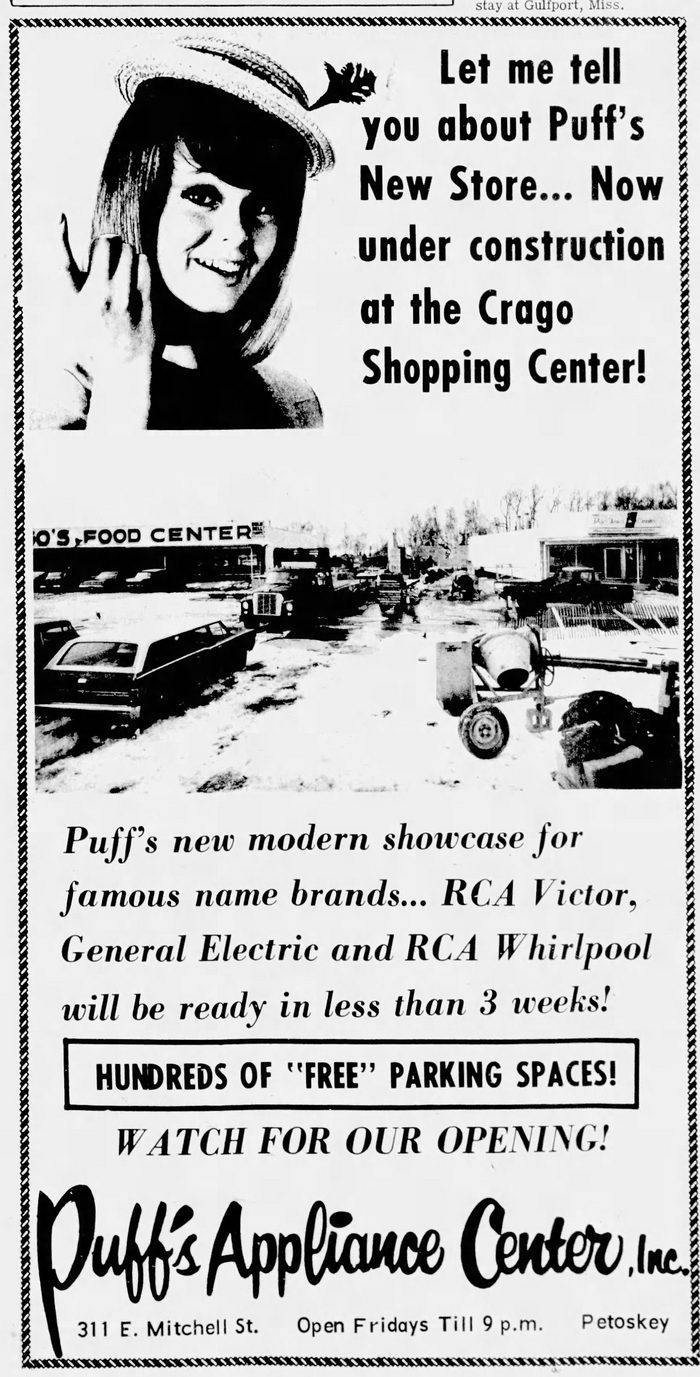 stay at Gulfport, Miss.
Let me tell
you about Puff's
New Store... Now
under construction
at the Crago
Shopping Center!
O'S FOOD CENTER
Puff's new modern showcase for
famous name brands... RCA Victor,
General Electric and RCA Whirlpool
will be ready in less than 3 weeks!
HUNDREDS OF "FREE" PARKING SPACES!
WATCH FOR OUR OPENING!
Puff's Appliance Center, Inc.
311 E. Mitchell St. Open Fridays Till 9 p.m. Petoskey